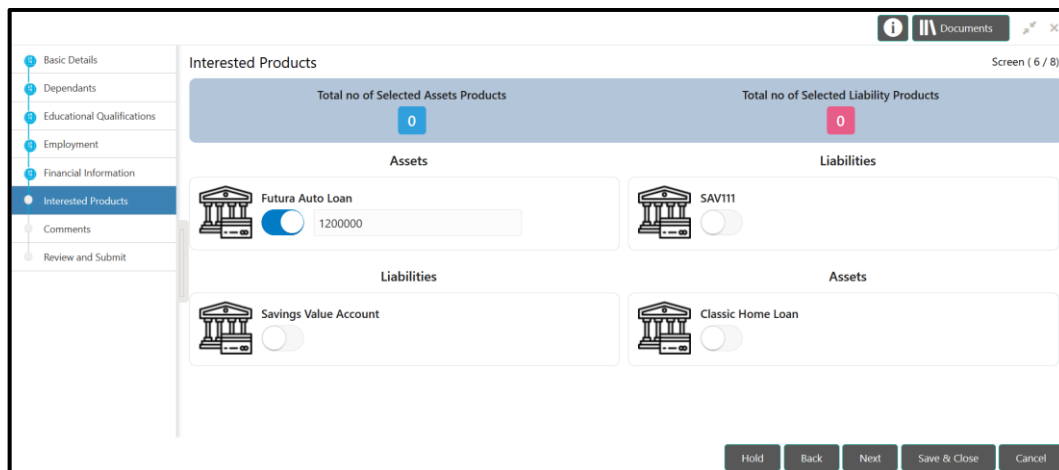 Documents
Basic Details
Dependants
Educational Qualifications
Employment
Financial Information
Interested Products
Comments
Review and Submit
Interested Products
Screen ( 6 / 8)
Total no of Selected Assets Products
0
Total no of Selected Liability Products
0
Assets
Futura Auto Loan
1200000
Liabilities
SAV111
Liabilities
Savings Value Account
Assets
Classic Home Loan
Hold Back Next Save & Close Cancel